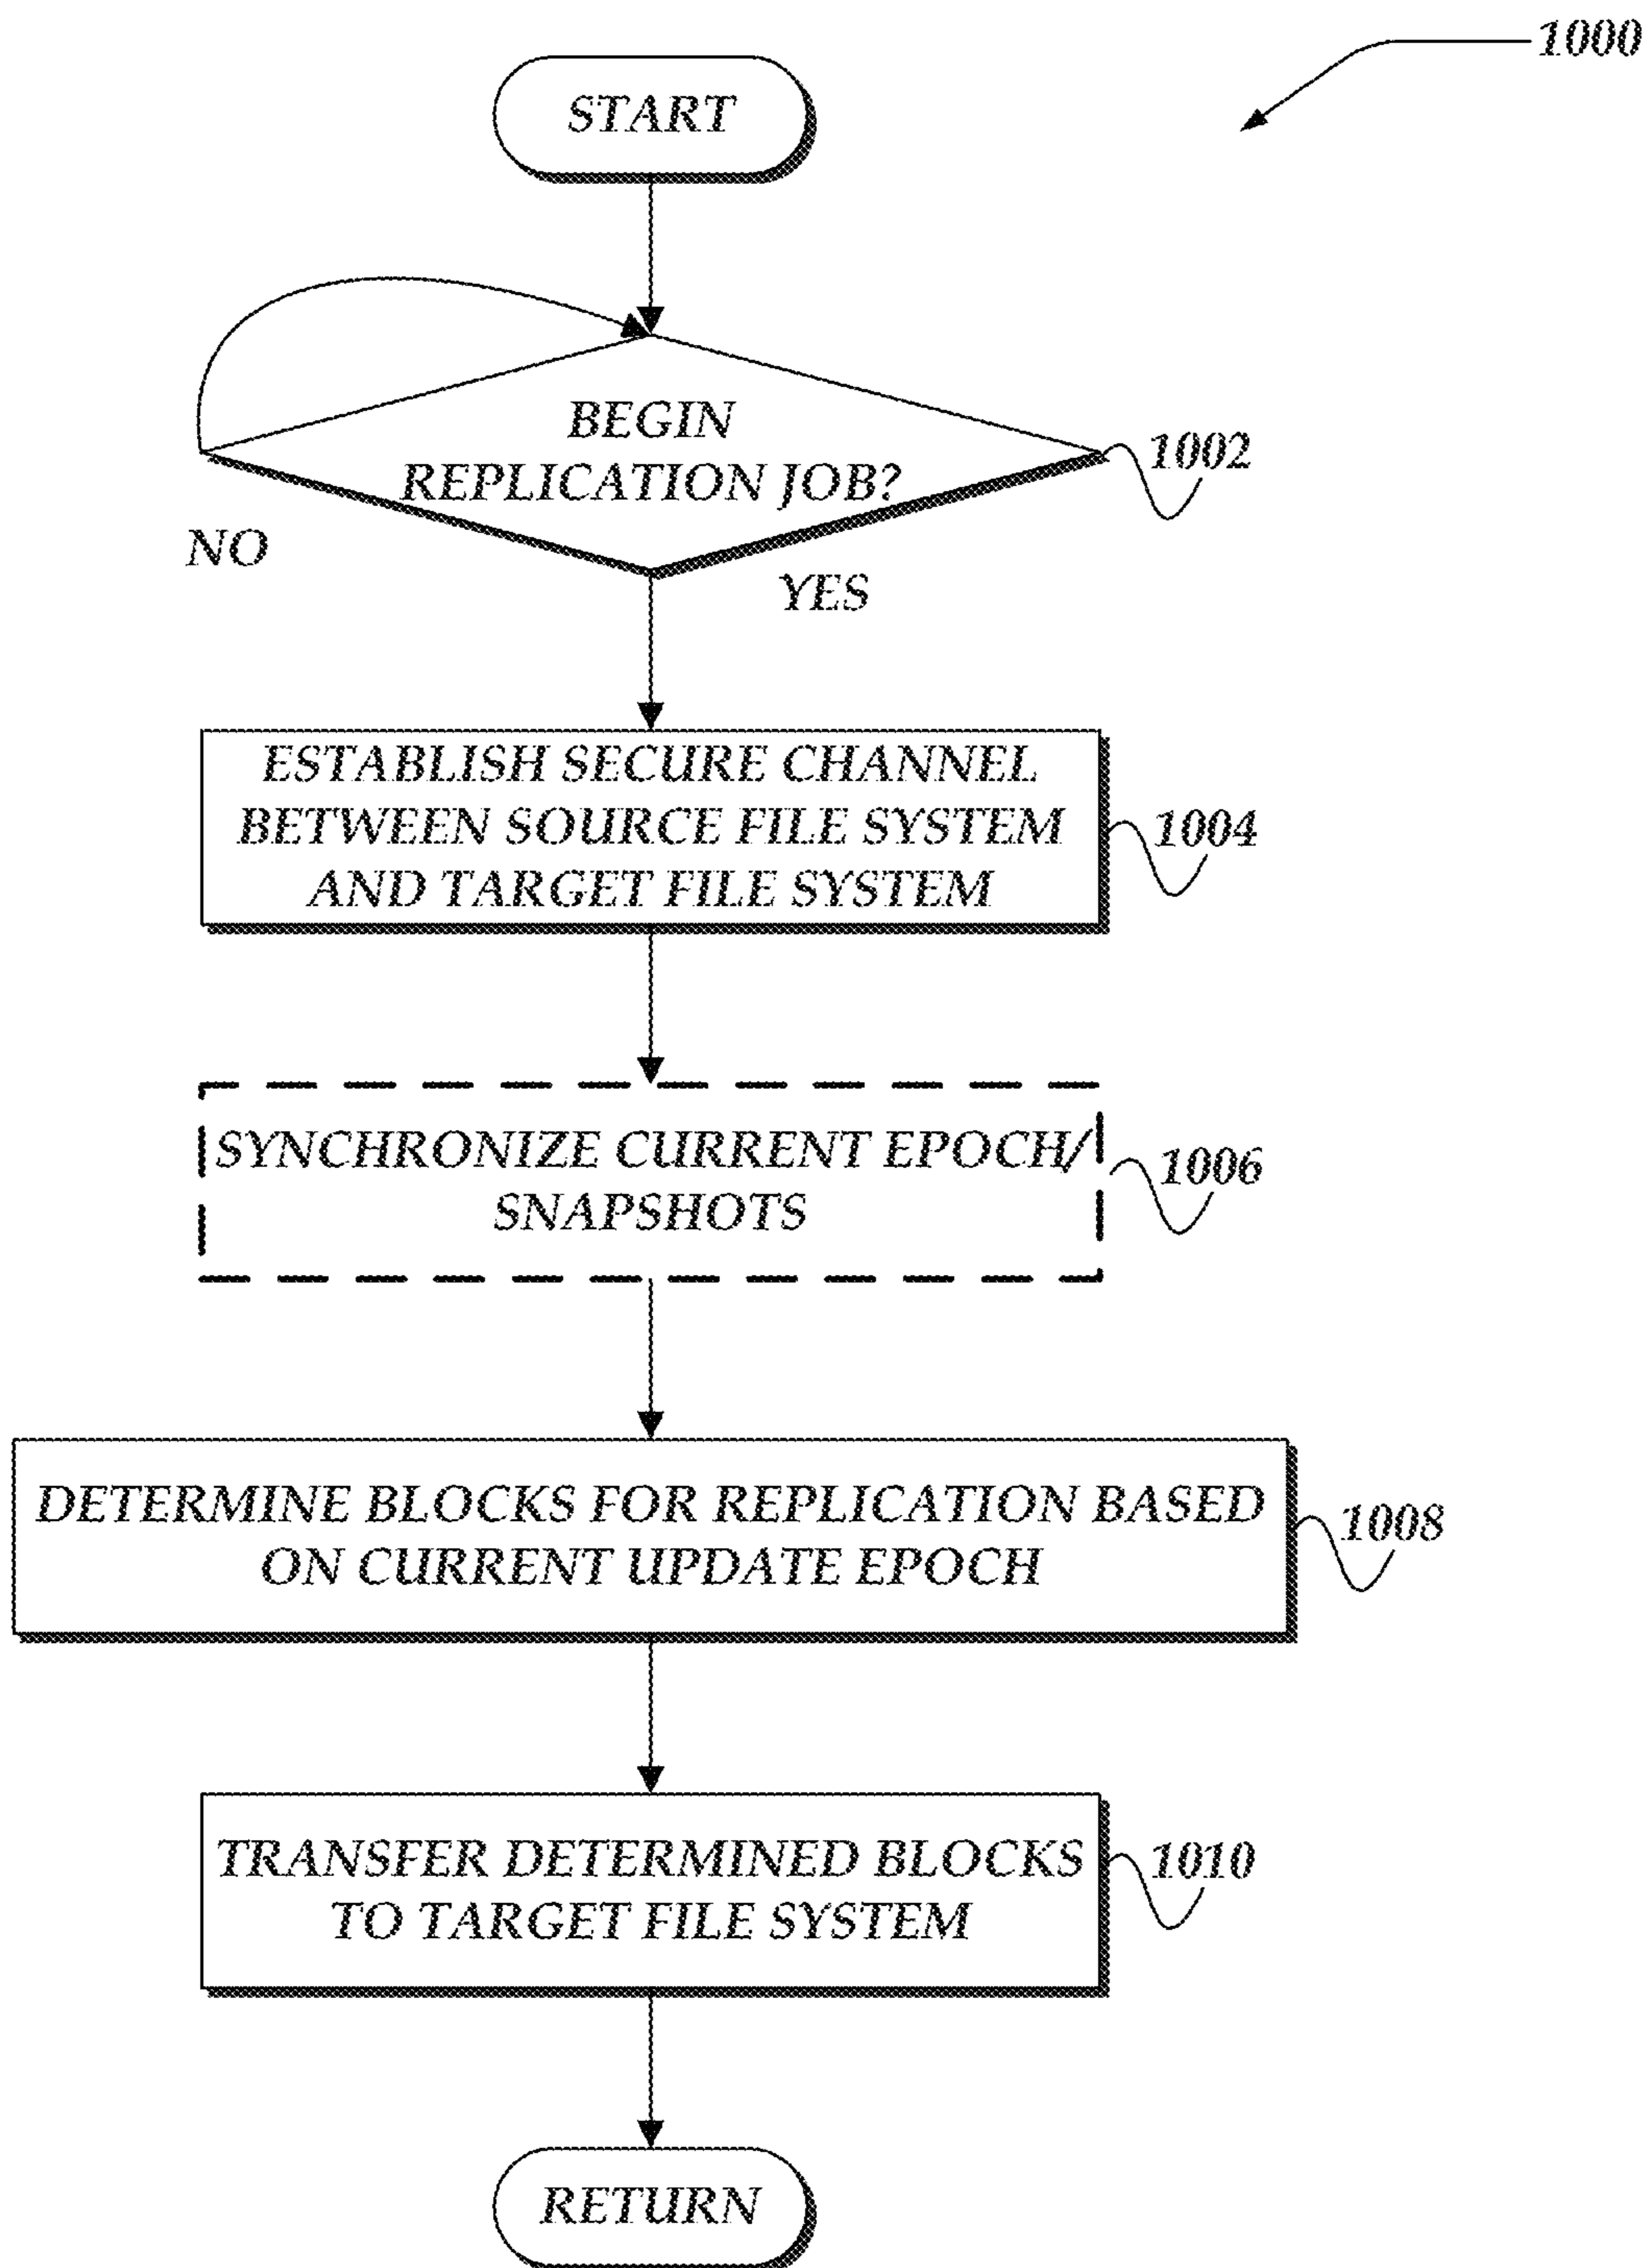 1000
START
BEGIN
REPLICATION JOB?
1002
NO
YES
ESTABLISH SECURE CHANNEL
BETWEEN SOURCE FILE SYSTEM
AND TARGET FILE SYSTEM
1004
SYNCHRONIZE CURRENT EPOCH/
SNAPSHOTS
1006
DETERMINE BLOCKS FOR REPLICATION BASED
ON CURRENT UPDATE EPOCH
1008
TRANSFER DETERMINED BLOCKS
TO TARGET FILE SYSTEM
1010
RETURN